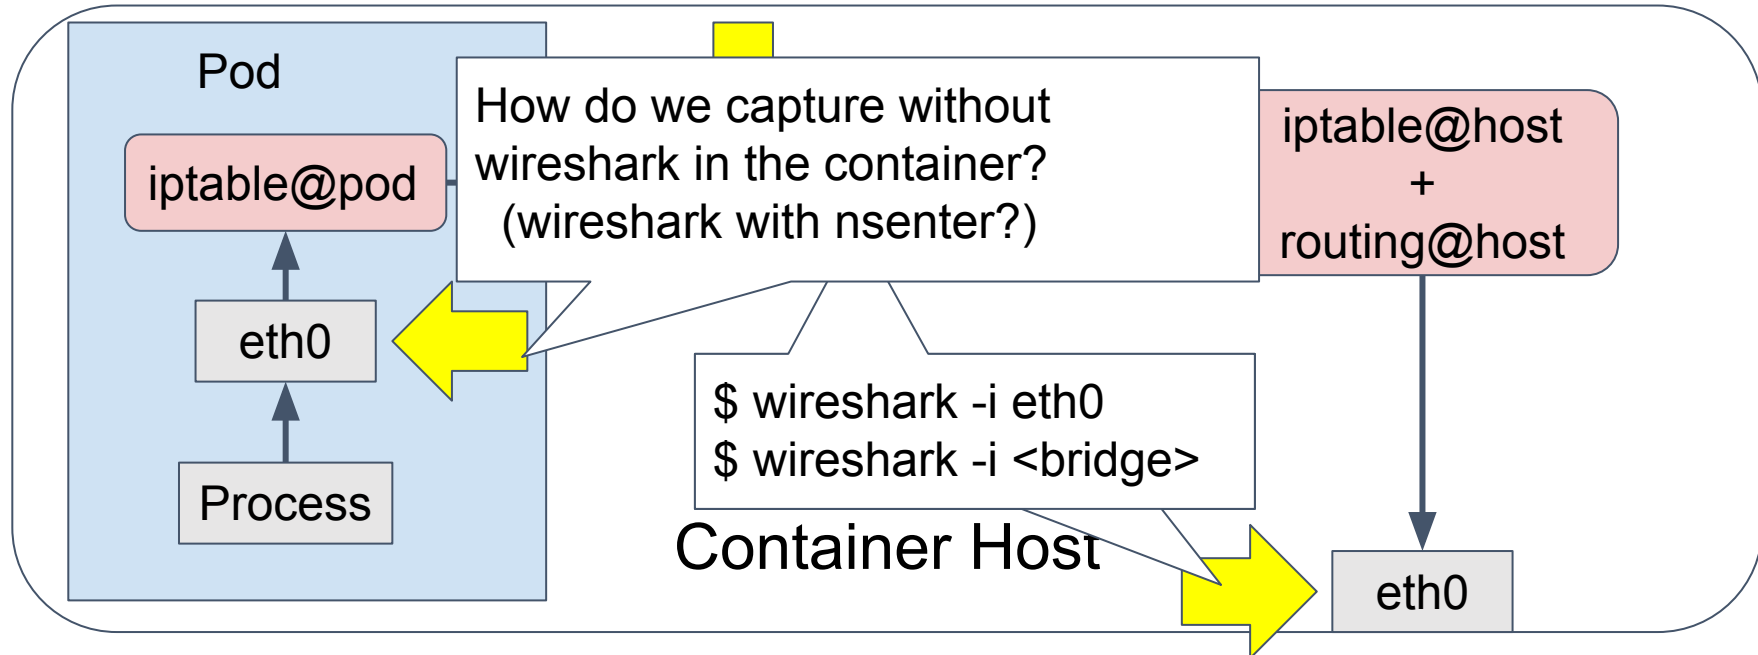 Pod
How do we capture without
wireshark in the container?
(wireshark with nsenter?)
iptable@pod
iptable@host
+
routing@host
eth0
$ wireshark -i eth0
$ wireshark -i <bridge>
Process
Container Host
eth0